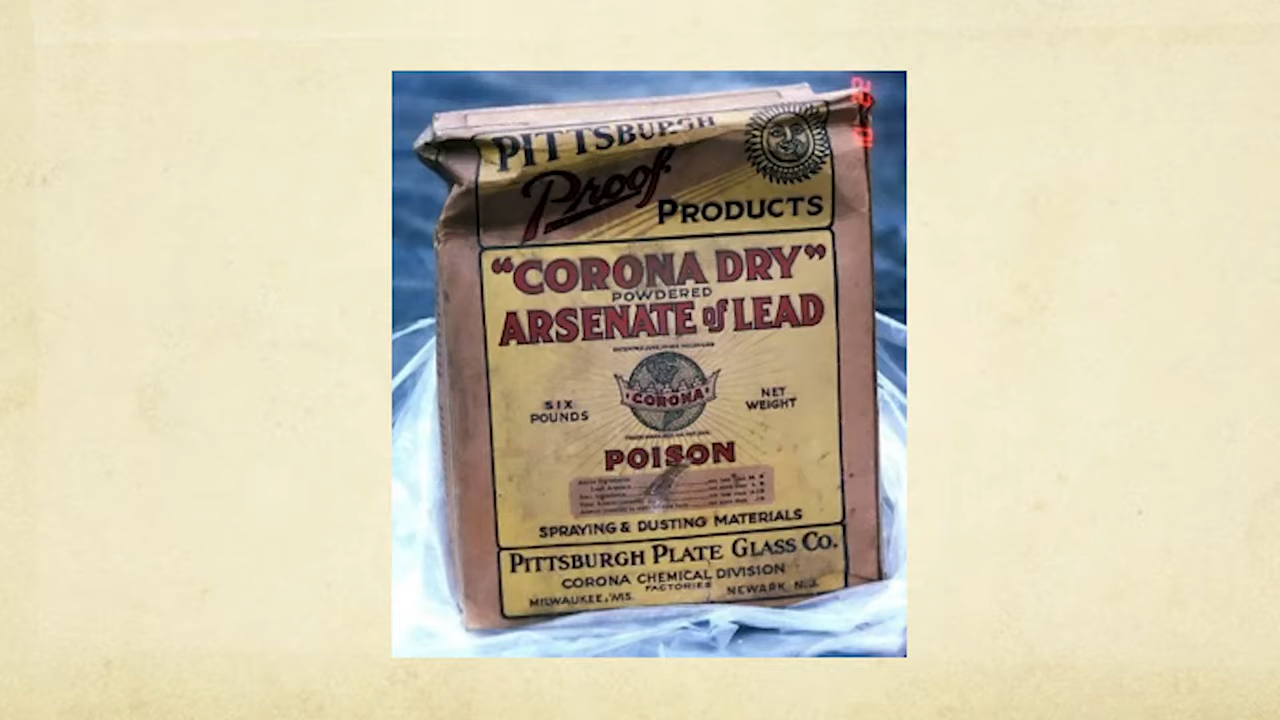 PITTSBURGH
Proof
PRODUCTS
"CORONA DRY"
POWDERED
ARSENATE of LEAD
CORONA
SIX
POUNDS
NET
WEIGHT
POISON
SPRAYING & DUSTING MATERIALS
PITTSBURGH PLATE GLASS CO.
CORONA CHEMICAL DIVISION
FACTORIES
MILWAUKEE, WIS. NEWARK, N.J.